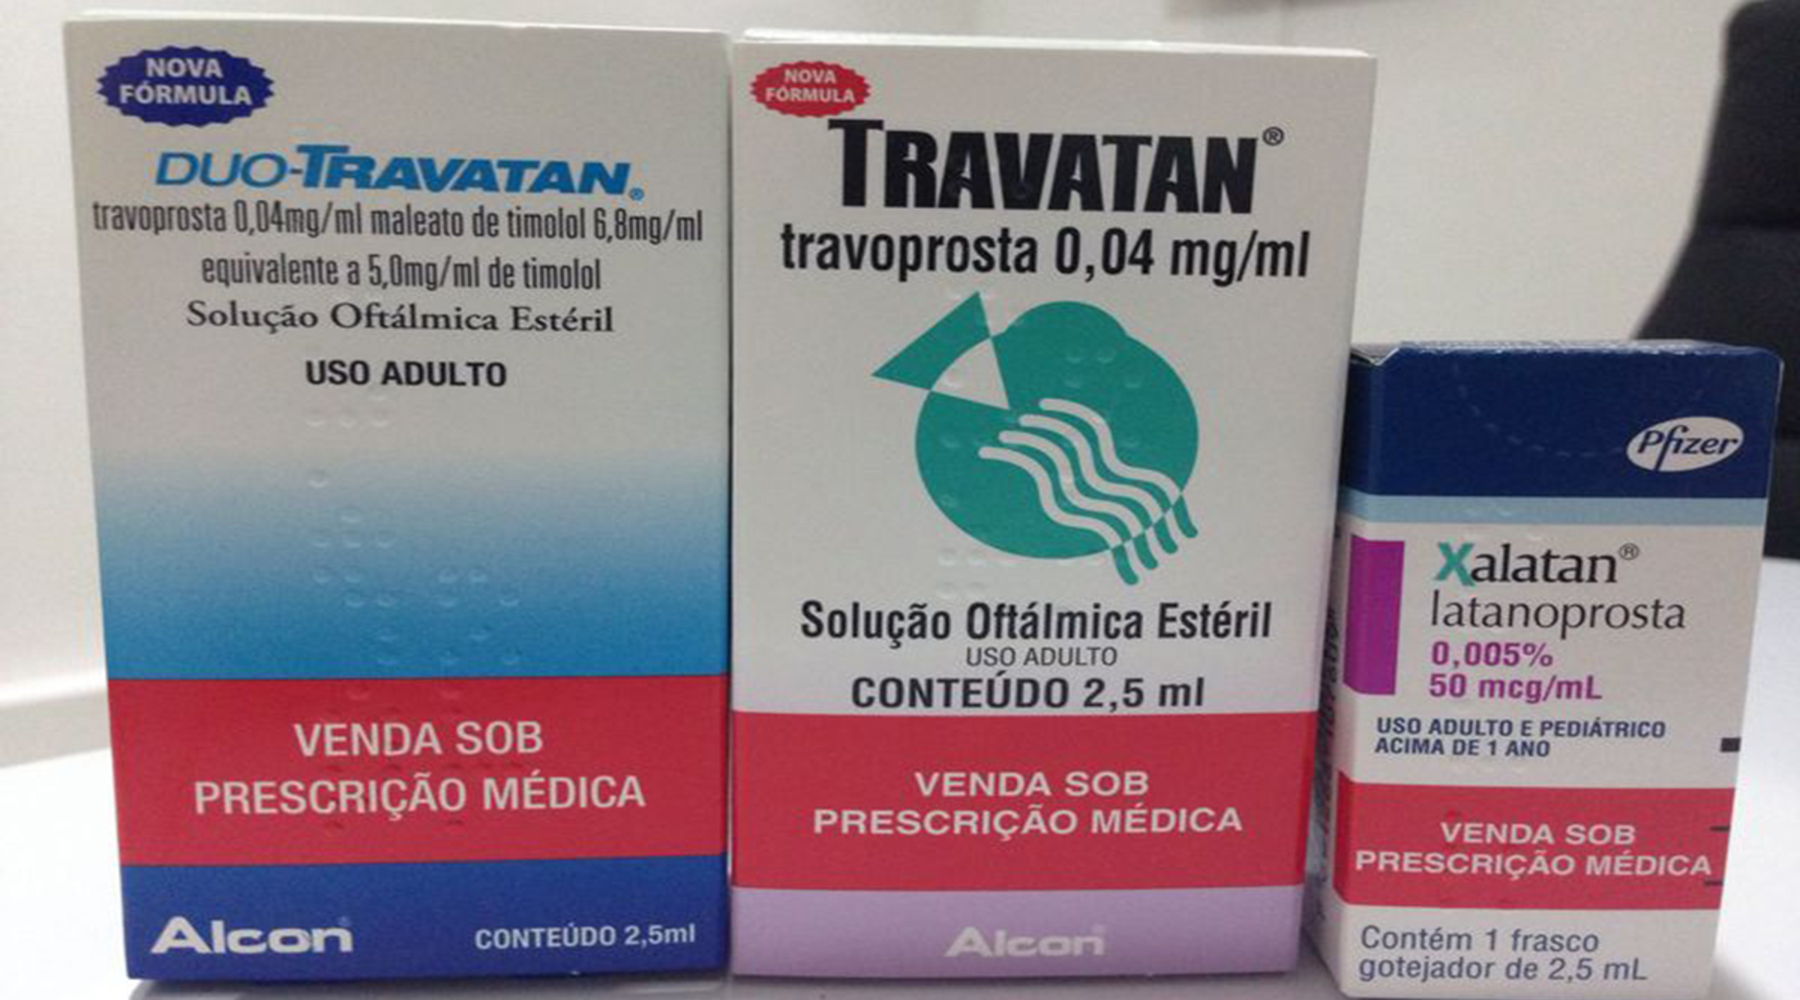 NOVA
FÓRMULA
DUO-TRAVATAN®
travoprosta 0,04mg/ml maleato de timolol 6,8mg/ml
equivalente a 5,0mg/ml de timolol
Solução Oftálmica Estéril
USO ADULTO
VENDA SOB
PRESCRIÇÃO MÉDICA
Alcon
CONTEÚDO 2,5ml
NOVA
FÓRMULA
TRAVATAN®
travoprosta 0,04 mg/ml
Solução Oftálmica Estéril
USO ADULTO
CONTEÚDO 2,5 ml
VENDA SOB
PRESCRIÇÃO MÉDICA
Alcon
Pfizer
Xalatan®
latanoprosta
0,005%
50 mcg/mL
USO ADULTO E PEDIÁTRICO
ACIMA DE 1 ANO
VENDA SOB
PRESCRIÇÃO MÉDICA
Contém 1 frasco
gotejador de 2,5 mL